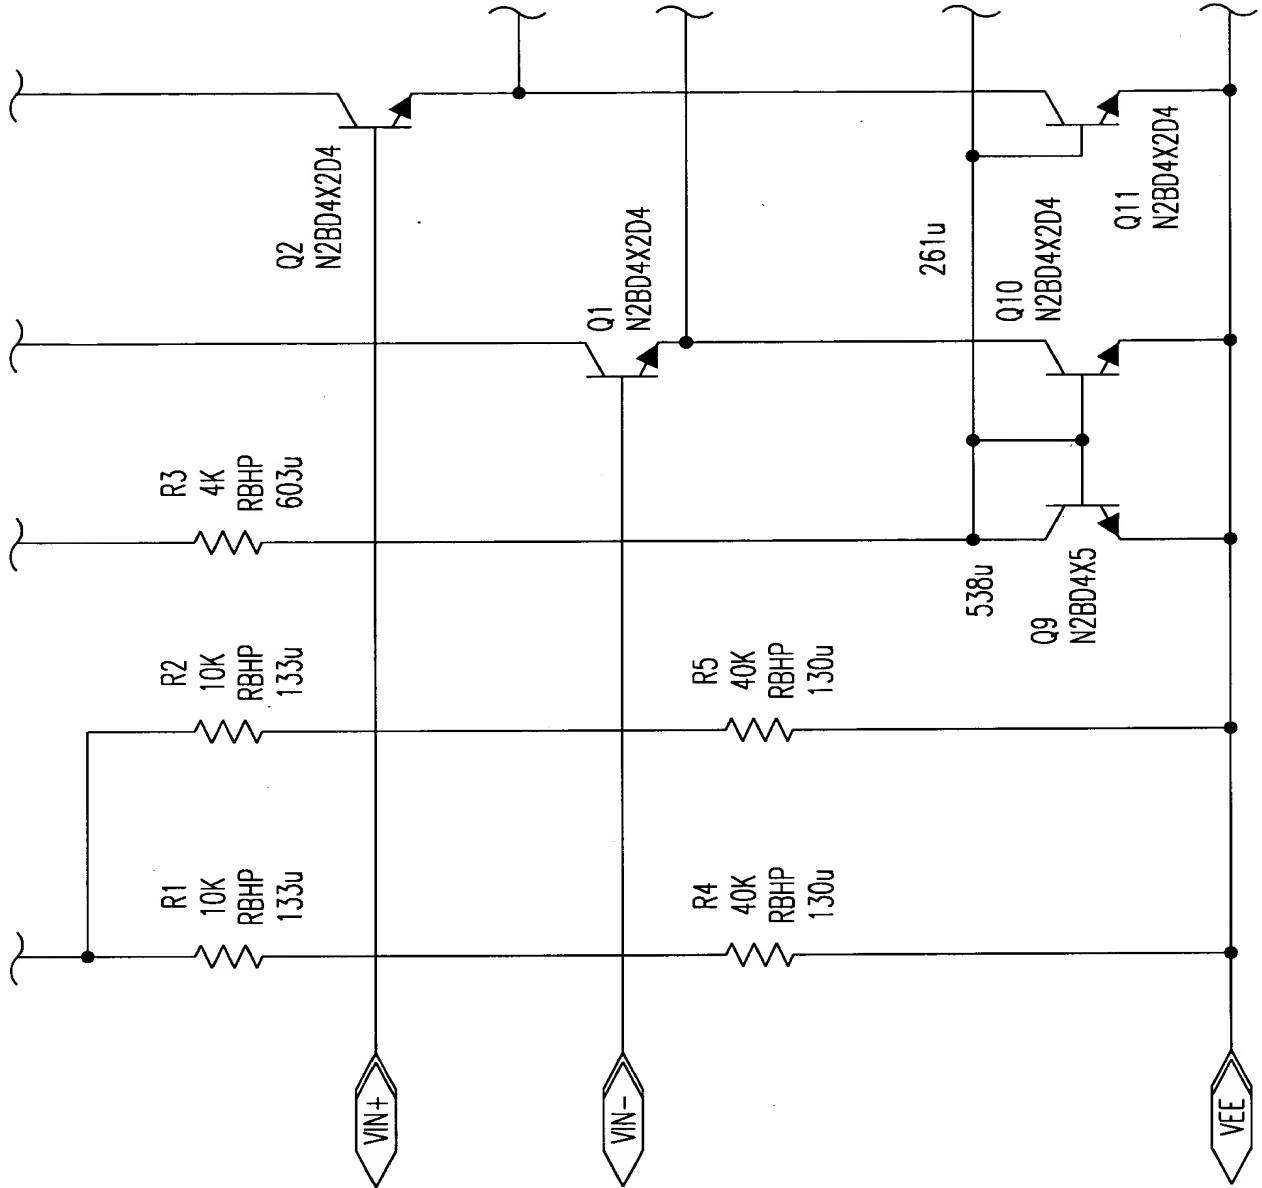 VIN+
VIN-
VEE
R1
10K
RBHP
133u
R4
40K
RBHP
130u
R2
10K
RBHP
133u
R5
40K
RBHP
130u
R3
4K
RBHP
603u
538u
Q9
N2BD4X5
Q1
N2BD4X2D4
Q10
N2BD4X2D4
261u
Q2
N2BD4X2D4
Q11
N2BD4X2D4